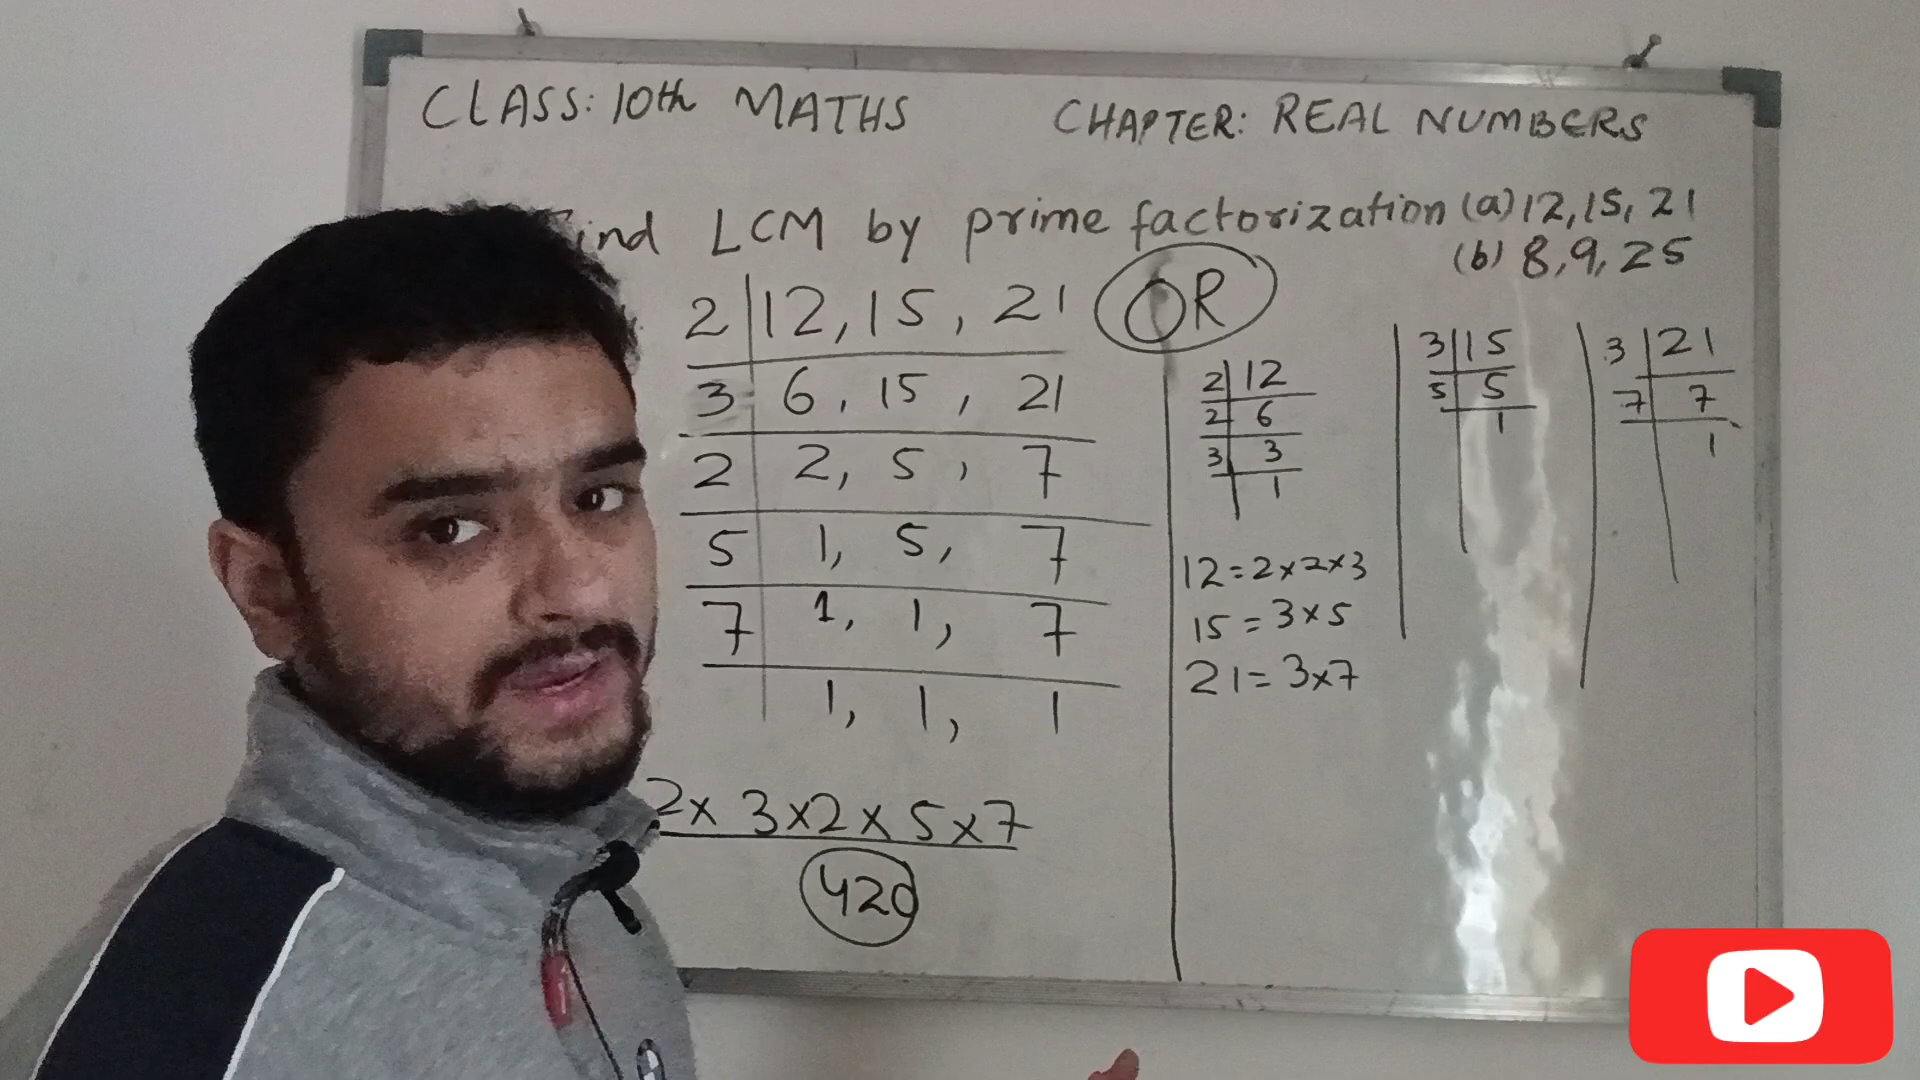 CLASS: 10th MATHS CHAPTER: REAL NUMBERS
Find LCM by prime factorization (a) 12, 15, 21
(b) 8, 9, 25
2 | 12, 15, 21
3 | 6, 15, 21
2 | 2, 5, 7
5 | 1, 5, 7
7 | 1, 1, 7
1, 1, 1
2 x 3 x 2 x 5 x 7
420
OR
2 | 12
2 | 6
3 | 3
1
3 | 15
5 | 5
1
3 | 21
7 | 7
1
12 = 2 x 2 x 3
15 = 3 x 5
21 = 3 x 7